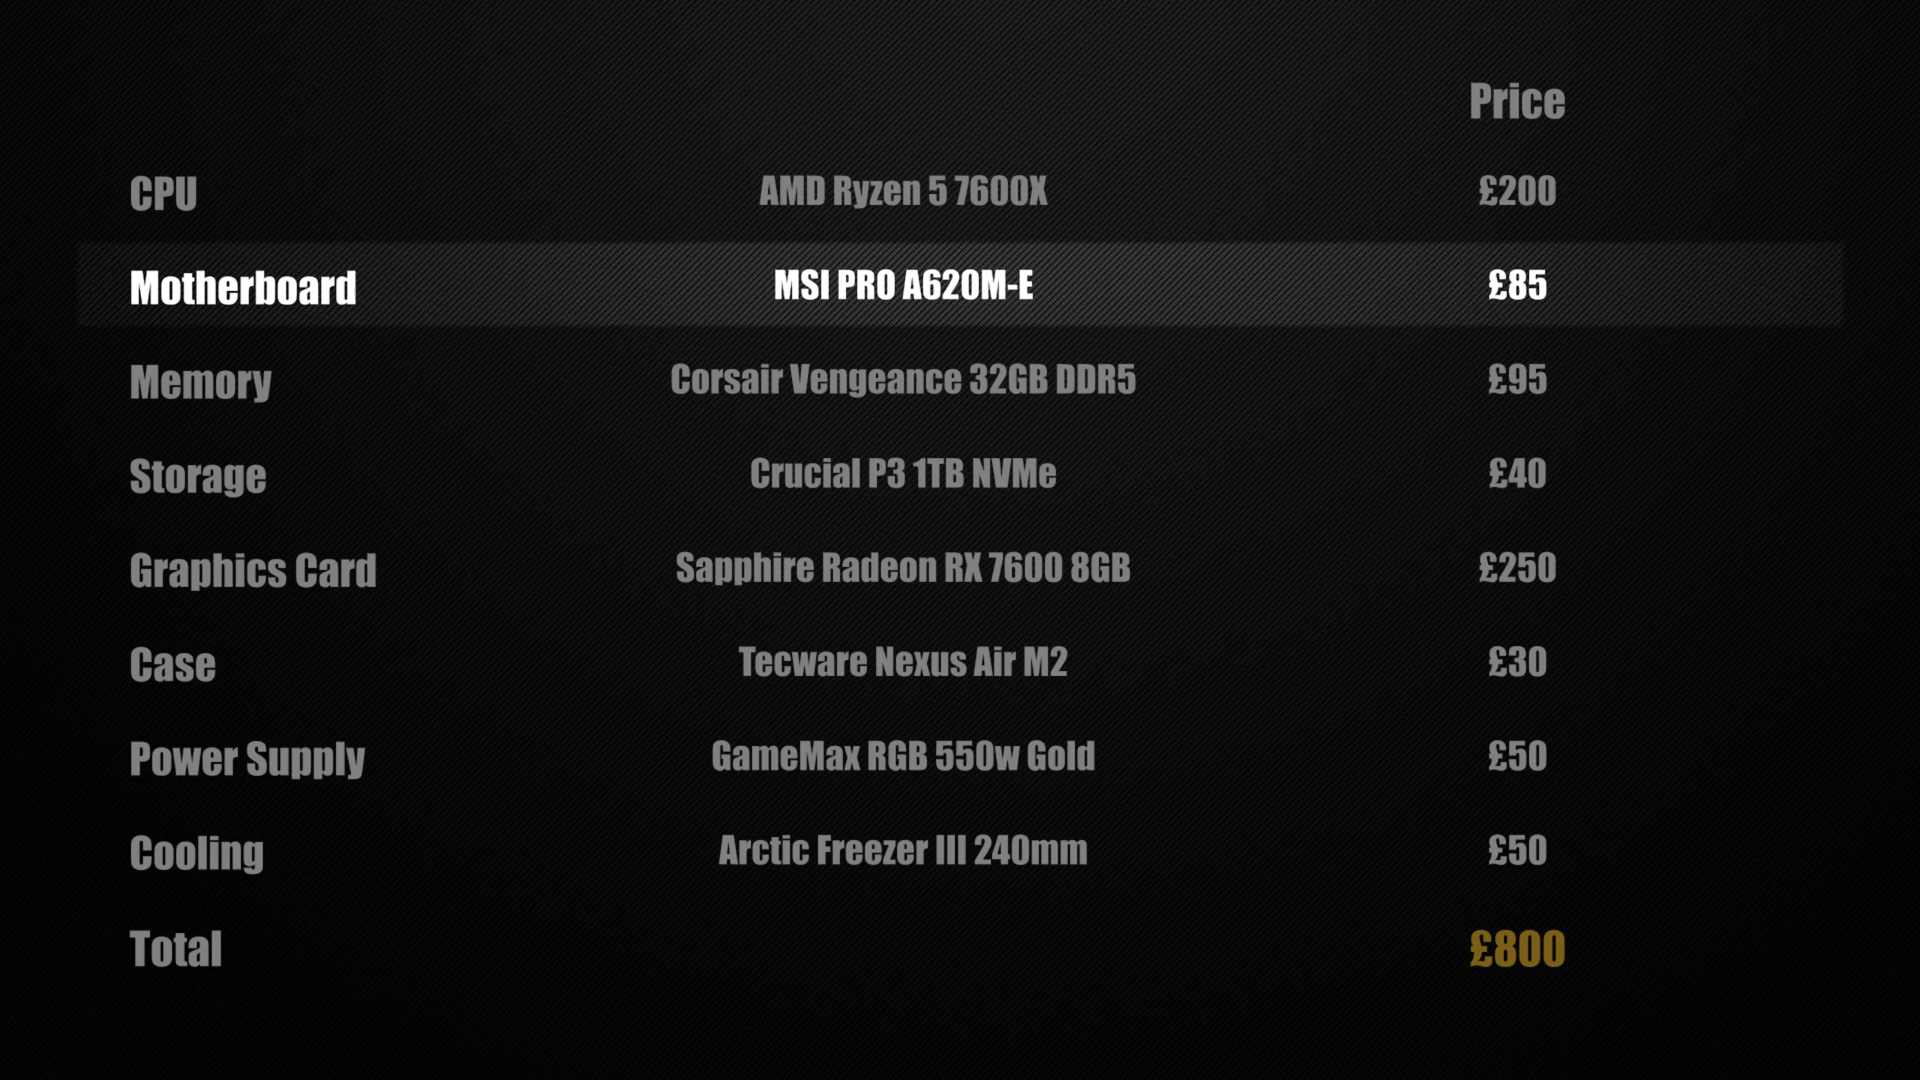 Price
CPU AMD Ryzen 5 7600X £200
Motherboard MSI PRO A620M-E £85
Memory Corsair Vengeance 32GB DDR5 £95
Storage Crucial P3 1TB NVMe £40
Graphics Card Sapphire Radeon RX 7600 8GB £250
Case Tecware Nexus Air M2 £30
Power Supply GameMax RGB 550w Gold £50
Cooling Arctic Freezer III 240mm £50
Total £800